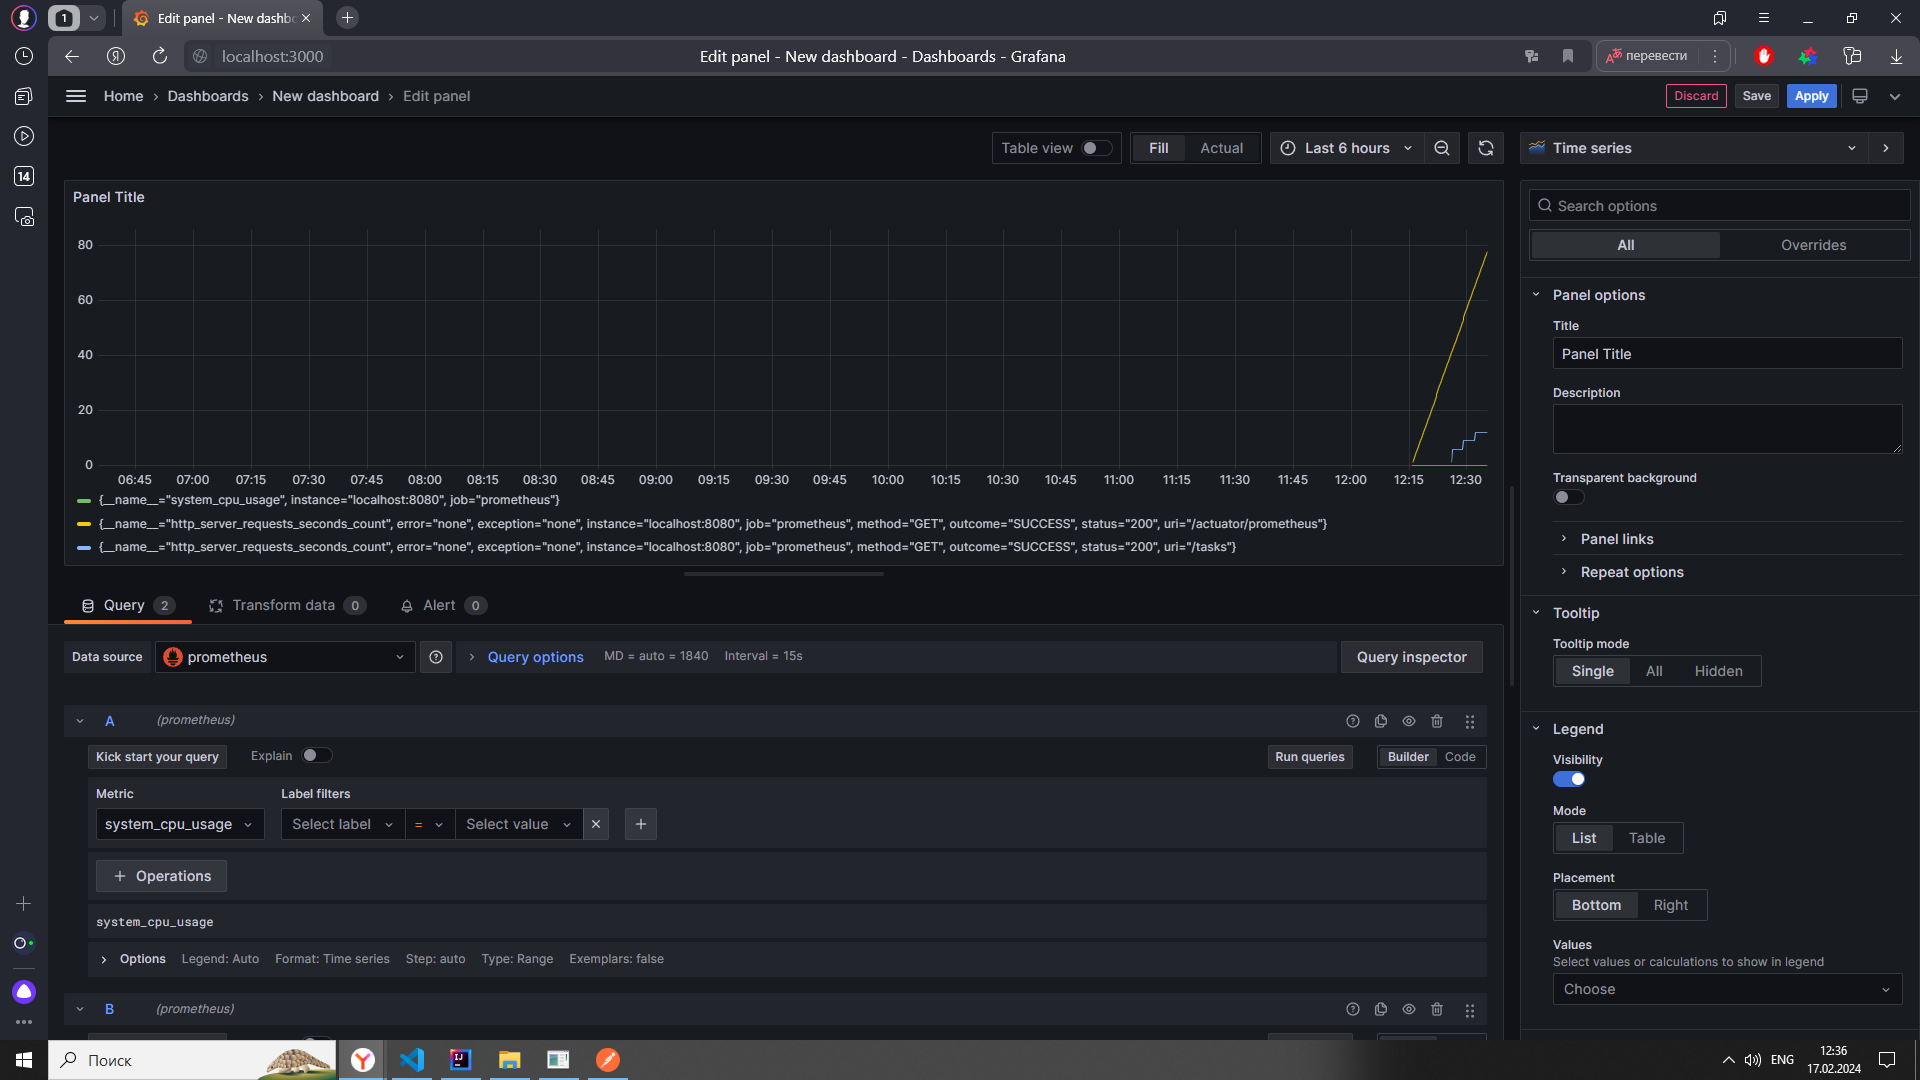 1
Edit panel - New dashb
localhost:3000
Edit panel - New dashboard - Dashboards - Grafana
перевести
Home › Dashboards › New dashboard › Edit panel
Discard
Save
Apply
14
Table view
Fill
Actual
Last 6 hours
Time series
Panel Title
80
60
40
20
0
06:45 07:00 07:15 07:30 07:45 08:00 08:15 08:30 08:45 09:00 09:15 09:30 09:45 10:00 10:15 10:30 10:45 11:00 11:15 11:30 11:45 12:00 12:15 12:30
{__name__="system_cpu_usage", instance="localhost:8080", job="prometheus"}
{__name__="http_server_requests_seconds_count", error="none", exception="none", instance="localhost:8080", job="prometheus", method="GET", outcome="SUCCESS", status="200", uri="/actuator/prometheus"}
{__name__="http_server_requests_seconds_count", error="none", exception="none", instance="localhost:8080", job="prometheus", method="GET", outcome="SUCCESS", status="200", uri="/tasks"}
Query 2
Transform data 0
Alert 0
Data source
prometheus
Query options
MD = auto = 1840
Interval = 15s
Query inspector
A
(prometheus)
Kick start your query
Explain
Run queries
Builder
Code
Metric
Label filters
system_cpu_usage
Select label
=
Select value
+ Operations
system_cpu_usage
Options
Legend: Auto
Format: Time series
Step: auto
Type: Range
Exemplars: false
B
(prometheus)
Search options
All
Overrides
Panel options
Title
Panel Title
Description
Transparent background
Panel links
Repeat options
Tooltip
Tooltip mode
Single
All
Hidden
Legend
Visibility
Mode
List
Table
Placement
Bottom
Right
Values
Select values or calculations to show in legend
Choose
Поиск
ENG
12:36
17.02.2024